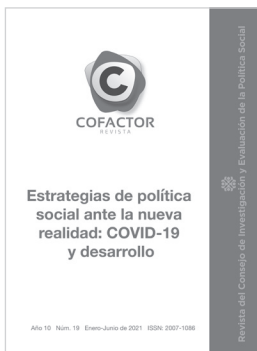 C
COFACTOR
REVISTA
Estrategias de política
social ante la nueva
realidad: COVID-19
y desarrollo
Año 10 Núm. 19 Enero-Junio de 2021 ISSN: 2007-1086
Revista del Consejo de Investigación y Evaluación de la Política Social